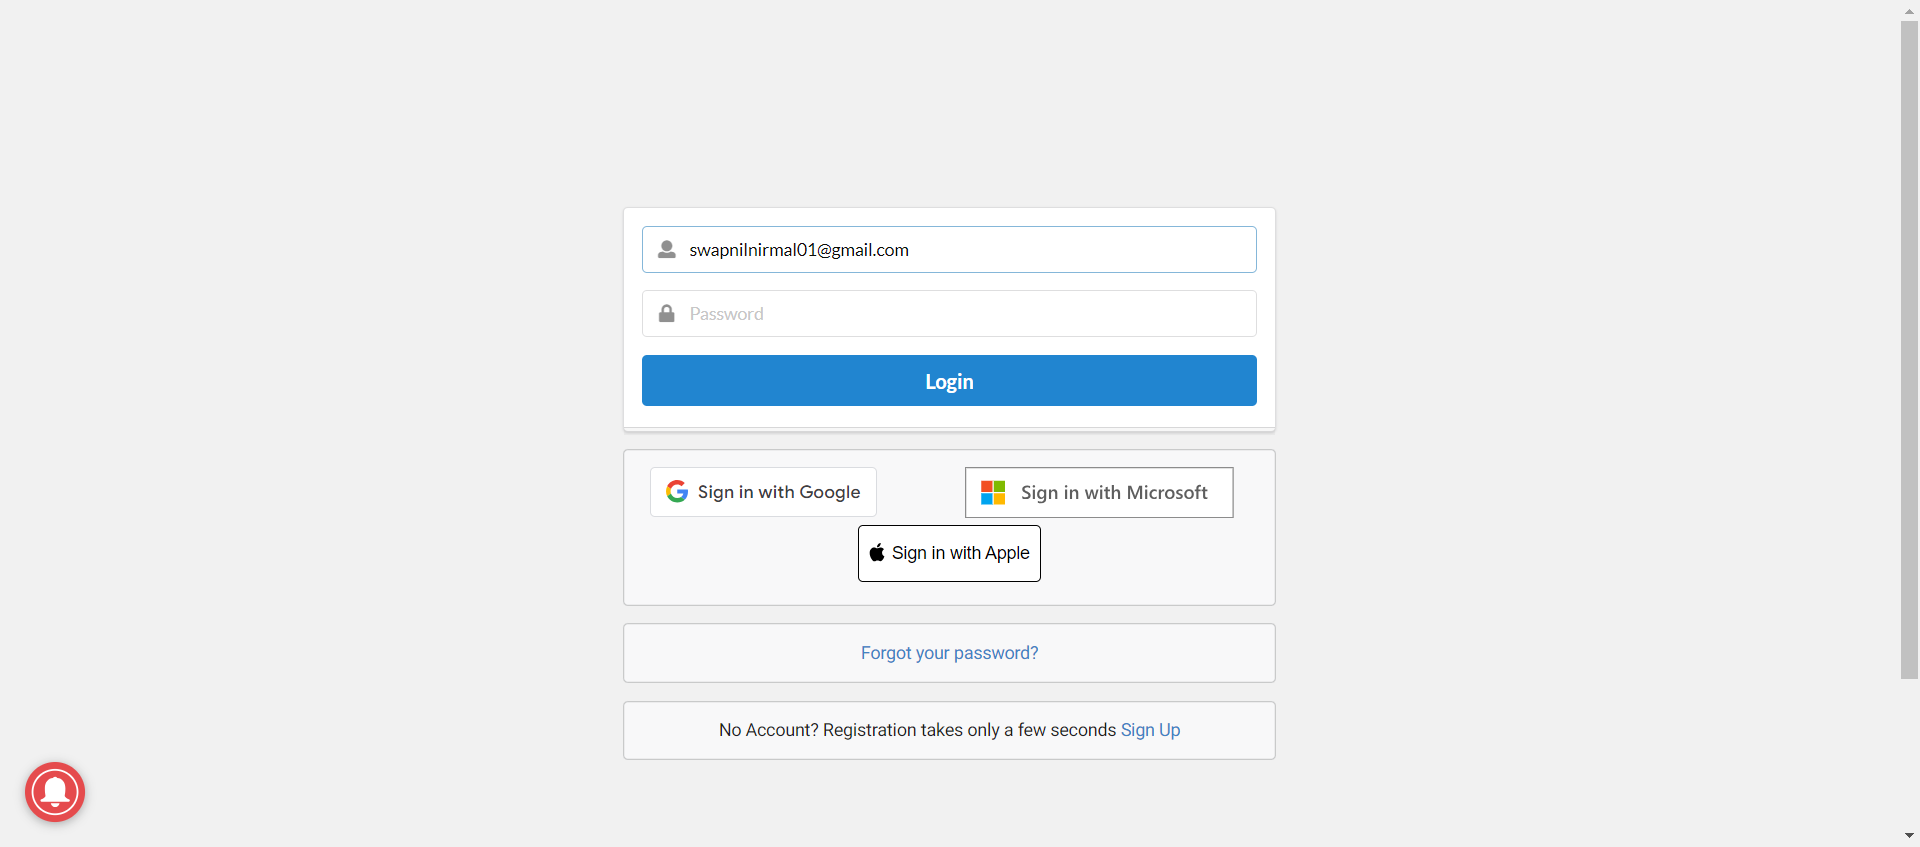 swapnilnirmal01@gmail.com
Password
Login
Sign in with Google
Sign in with Microsoft
Sign in with Apple
Forgot your password?
No Account? Registration takes only a few seconds Sign Up